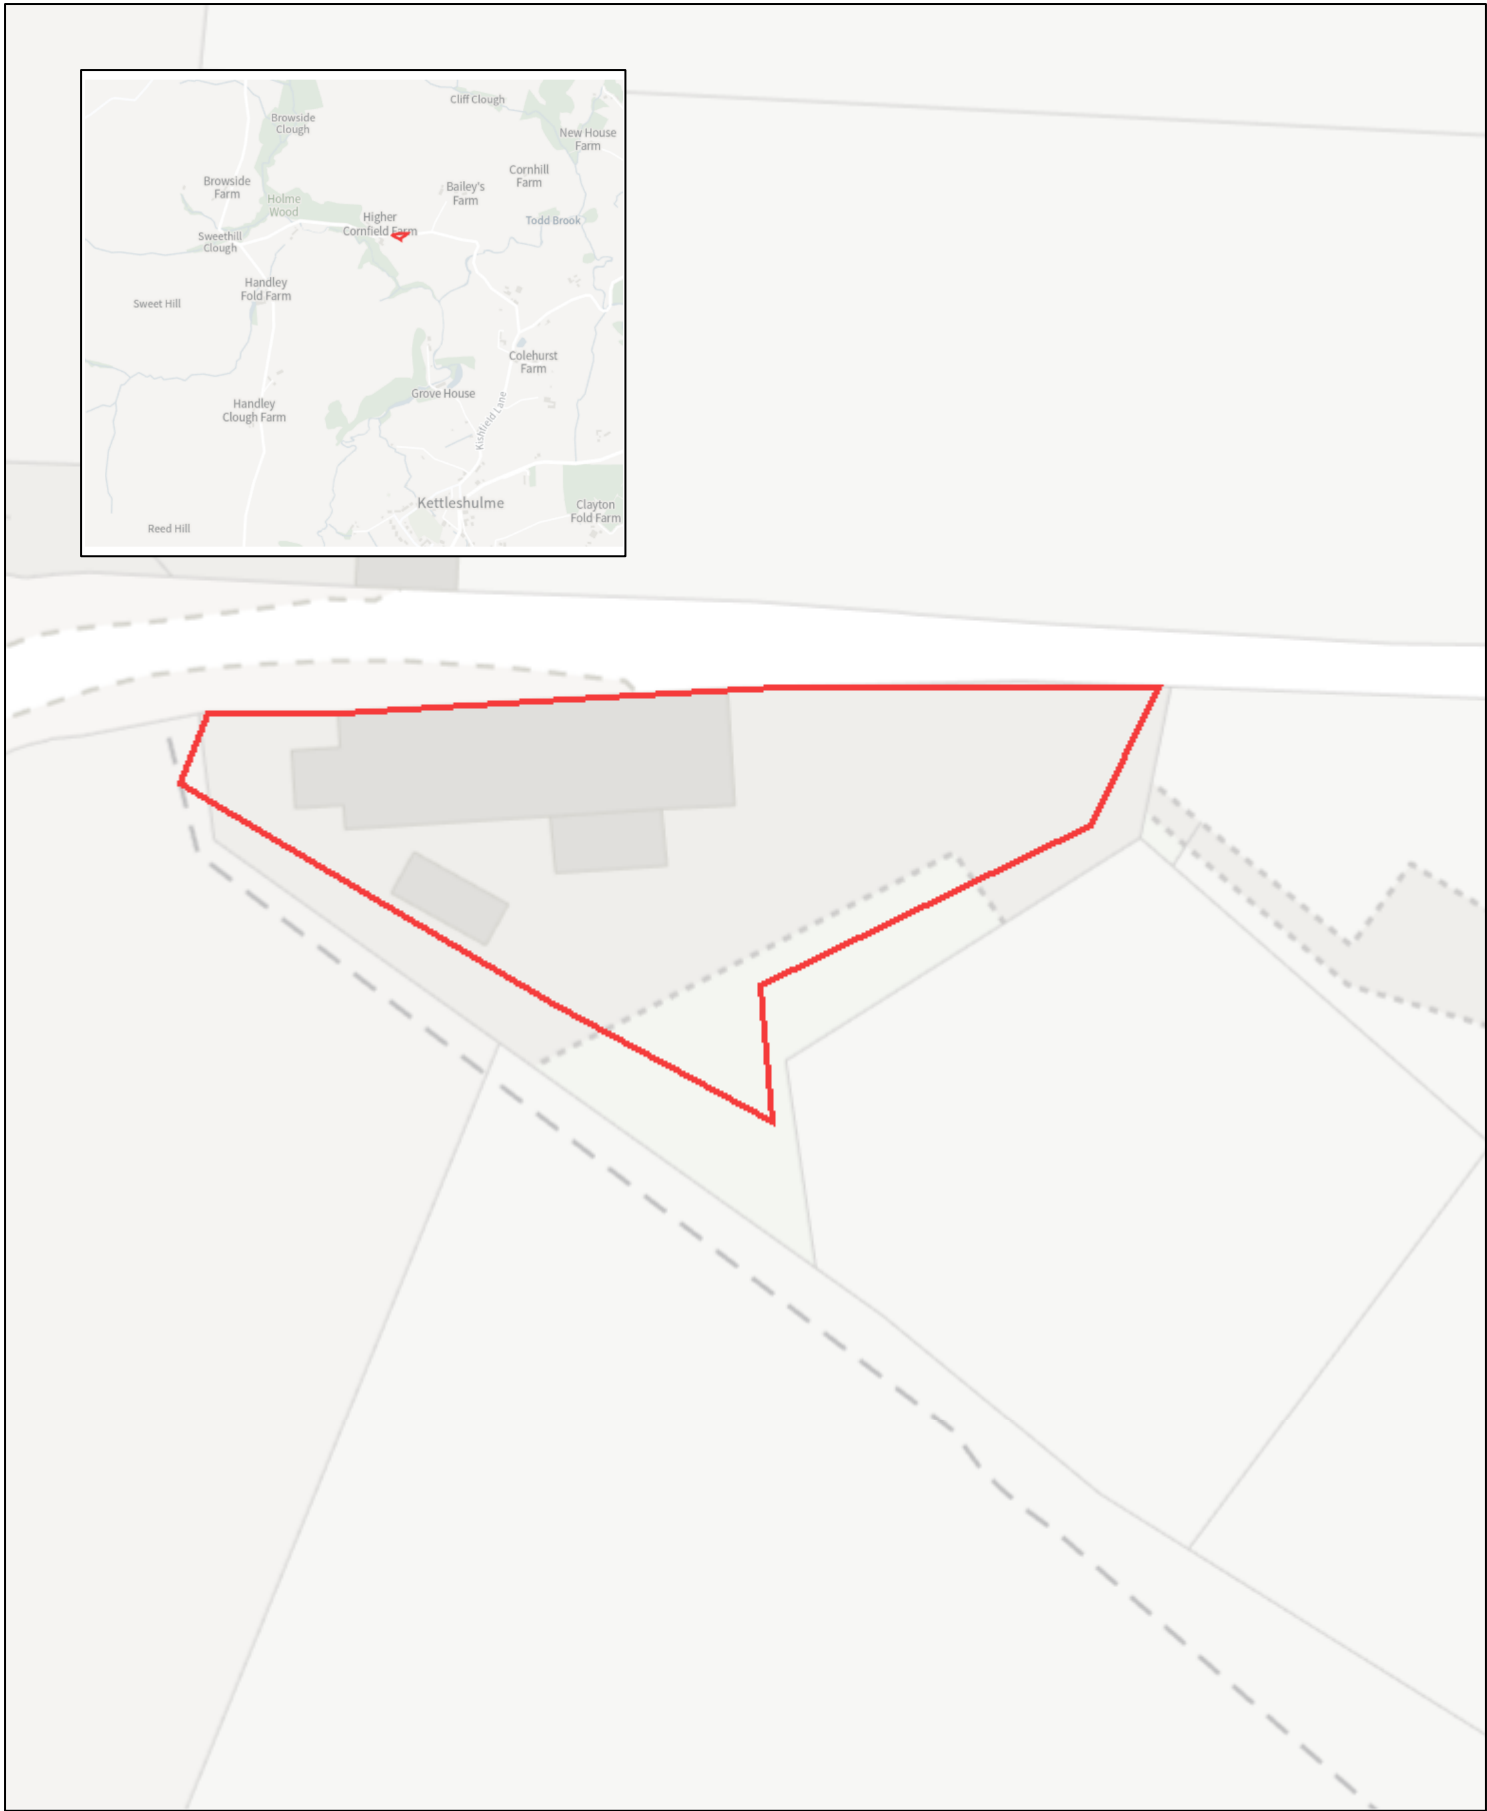 Cliff Clough
Browside
Clough
New House
Farm
Cornhill
Farm
Browside
Farm
Bailey's
Farm
Holme
Wood
Higher
Cornfield Farm
Todd Brook
Sweethill
Clough
Handley
Fold Farm
Sweet Hill
Colehurst
Farm
Grove House
Handley
Clough Farm
Kishfield Lane
Kettleshulme
Clayton
Fold Farm
Reed Hill